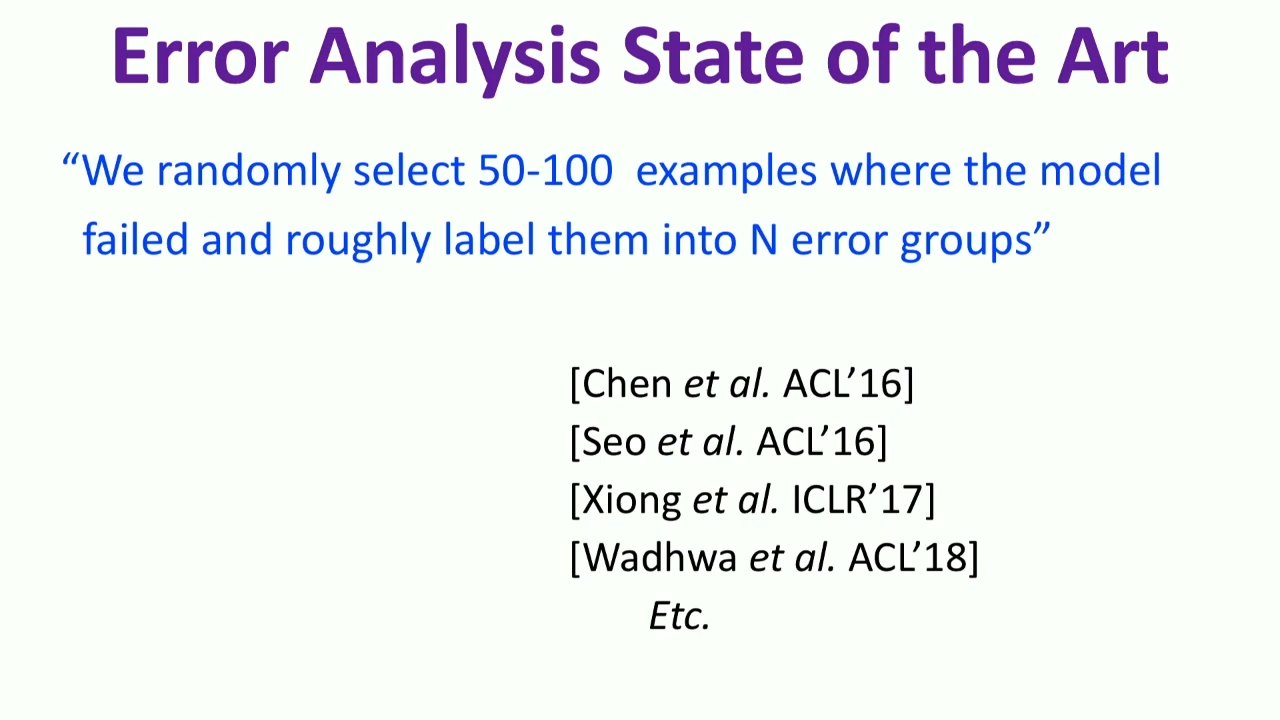 Error Analysis State of the Art
“We randomly select 50-100 examples where the model
failed and roughly label them into N error groups”
[Chen et al. ACL’16]
[Seo et al. ACL’16]
[Xiong et al. ICLR’17]
[Wadhwa et al. ACL’18]
Etc.